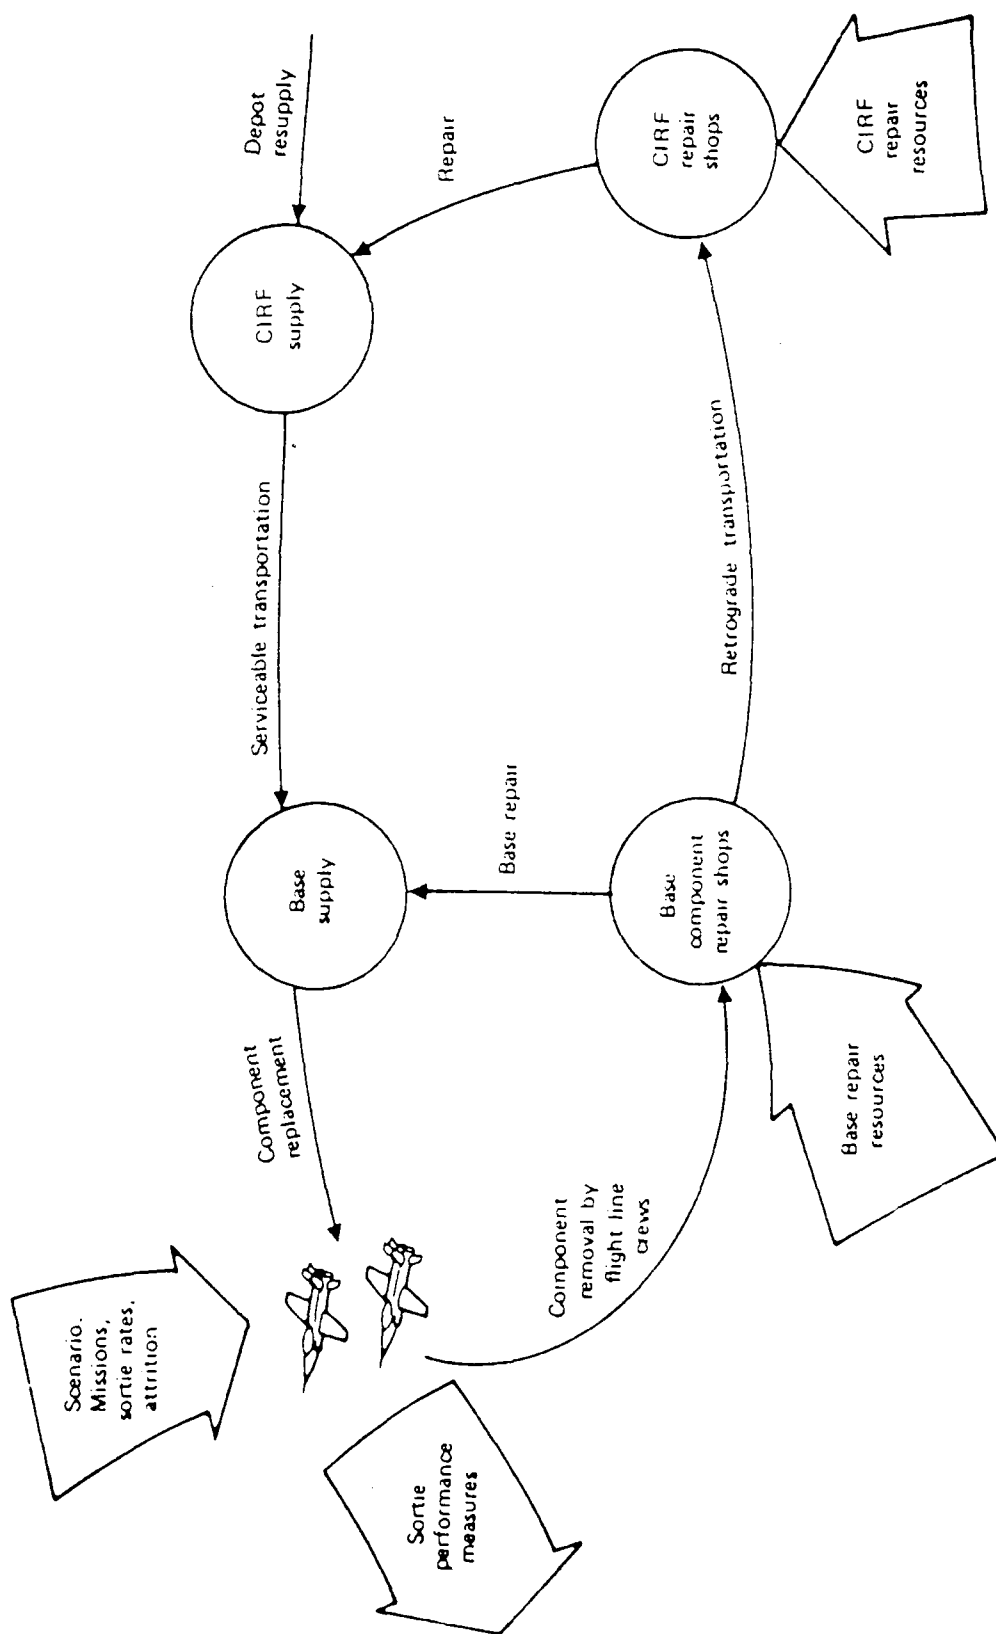 Scenario.
Missions,
sortie rates,
attrition
Sortie
performance
measures
Component
replacement
Component
removal by
flight line
crews
Base
supply
Base repair
Base
component
repair shops
Base repair
resources
Serviceable transportation
Retrograde transportation
CIRF
supply
Depot
resupply
Repair
CIRF
repair
shops
CIRF
repair
resources